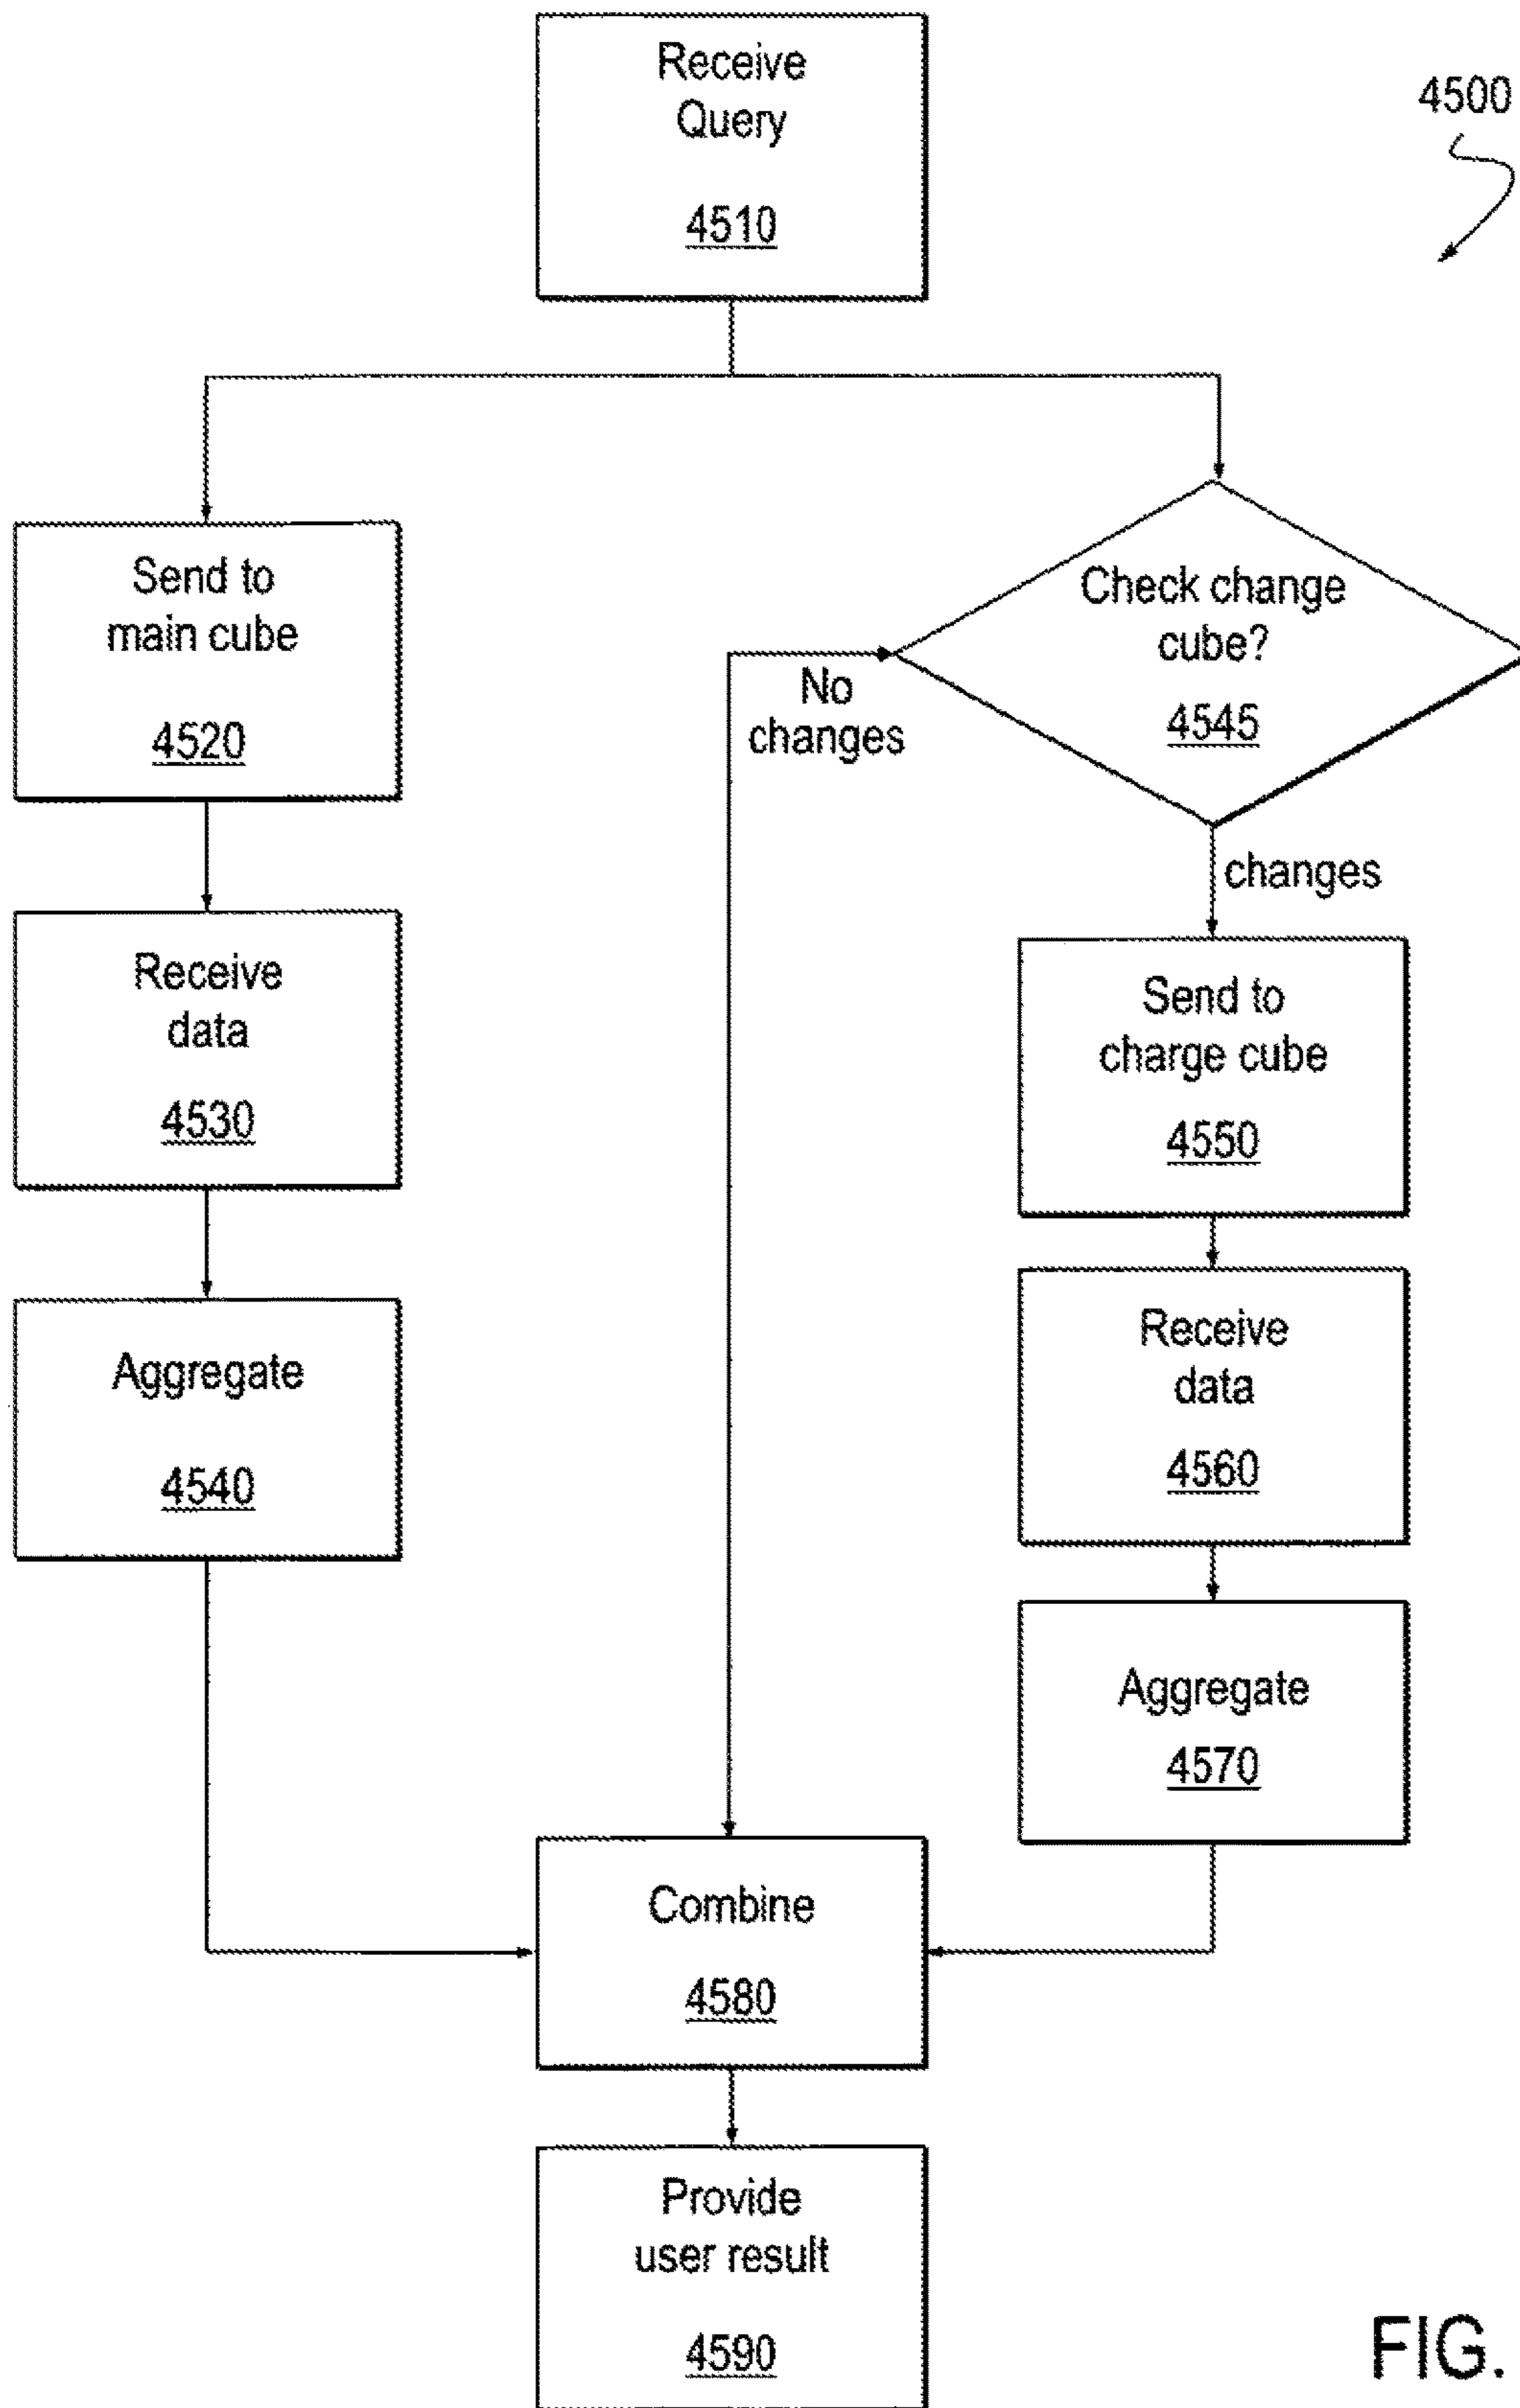 Receive
Query
4510
4500
Send to
main cube
4520
Check change
cube?
4545
No
changes
changes
Receive
data
4530
Send to
charge cube
4550
Aggregate
4540
Receive
data
4560
Aggregate
4570
Combine
4580
Provide
user result
4590
FIG.